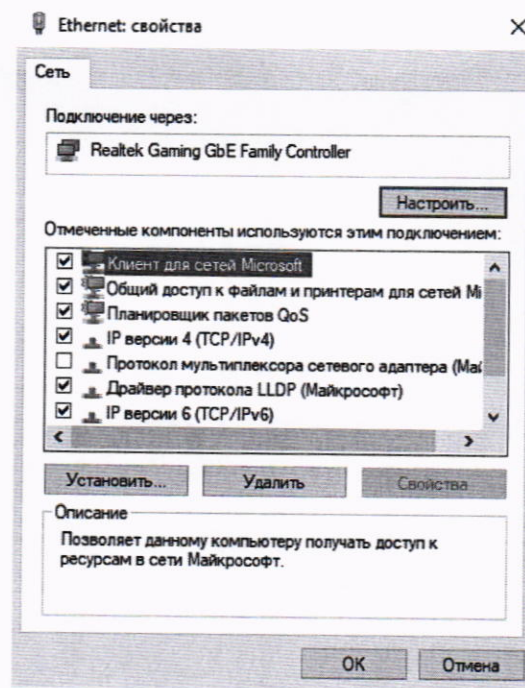 Ethernet: свойства
Сеть
Подключение через:
Realtek Gaming GbE Family Controller
Настроить...
Отмеченные компоненты используются этим подключением:
Клиент для сетей Microsoft
Общий доступ к файлам и принтерам для сетей Mi
Планировщик пакетов QoS
IP версии 4 (TCP/IPv4)
Протокол мультиплексора сетевого адаптера (Май
Драйвер протокола LLDP (Майкрософт)
IP версии 6 (TCP/IPv6)
Установить... Удалить Свойства
Описание
Позволяет данному компьютеру получать доступ к
ресурсам в сети Майкрософт.
OK Отмена